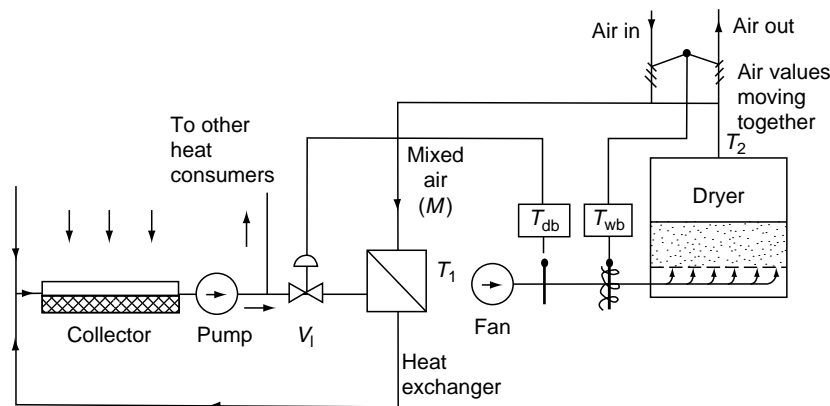 Air in
Air out
Air values
moving
together
To other
heat
consumers
Mixed
air
(M)
T2
Dryer
Tdb
Twb
T1
Fan
Collector
Pump
VI
Heat
exchanger